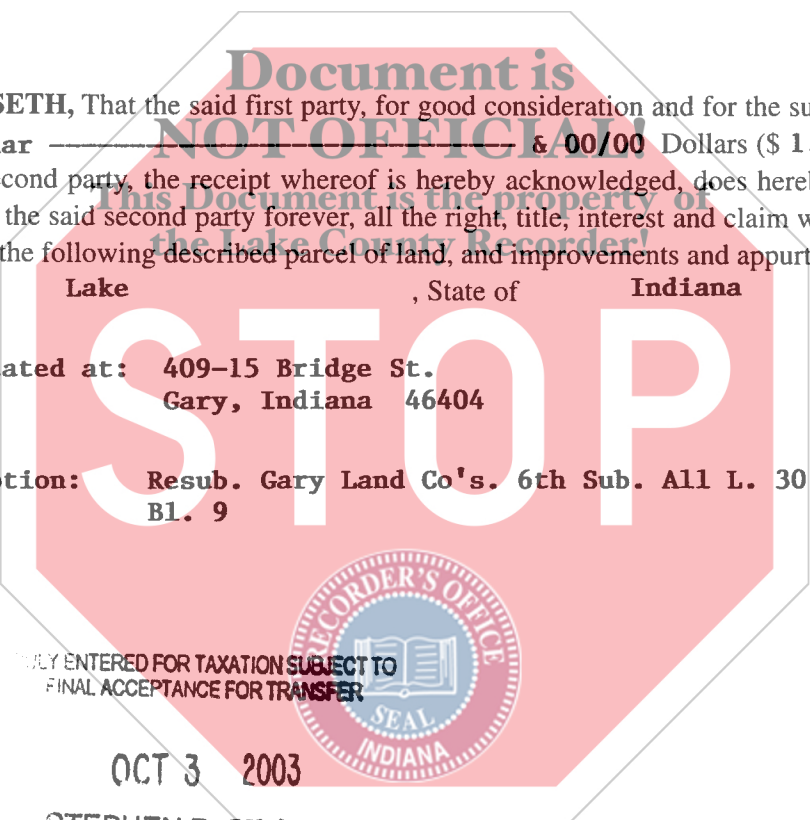 Document is
SETH, That the said first party, for good consideration and for the su
NOT OFFICIAL!
ar & 00/00 Dollars ($ 1
econd party, the receipt whereof is hereby acknowledged, does hereb
This Document is the property of
the said second party forever, all the right, title, interest and claim w
the Lake County Recorder!
the following described parcel of land, and improvements and appurt
Lake , State of Indiana
ated at: 409-15 Bridge St.
Gary, Indiana 46404
STOP
tion: Resub. Gary Land Co's. 6th Sub. All L. 30
Bl. 9
RECORDER'S OFFICE
SEAL
INDIANA
ULY ENTERED FOR TAXATION SUBJECT TO
FINAL ACCEPTANCE FOR TRANSFER
OCT 3 2003